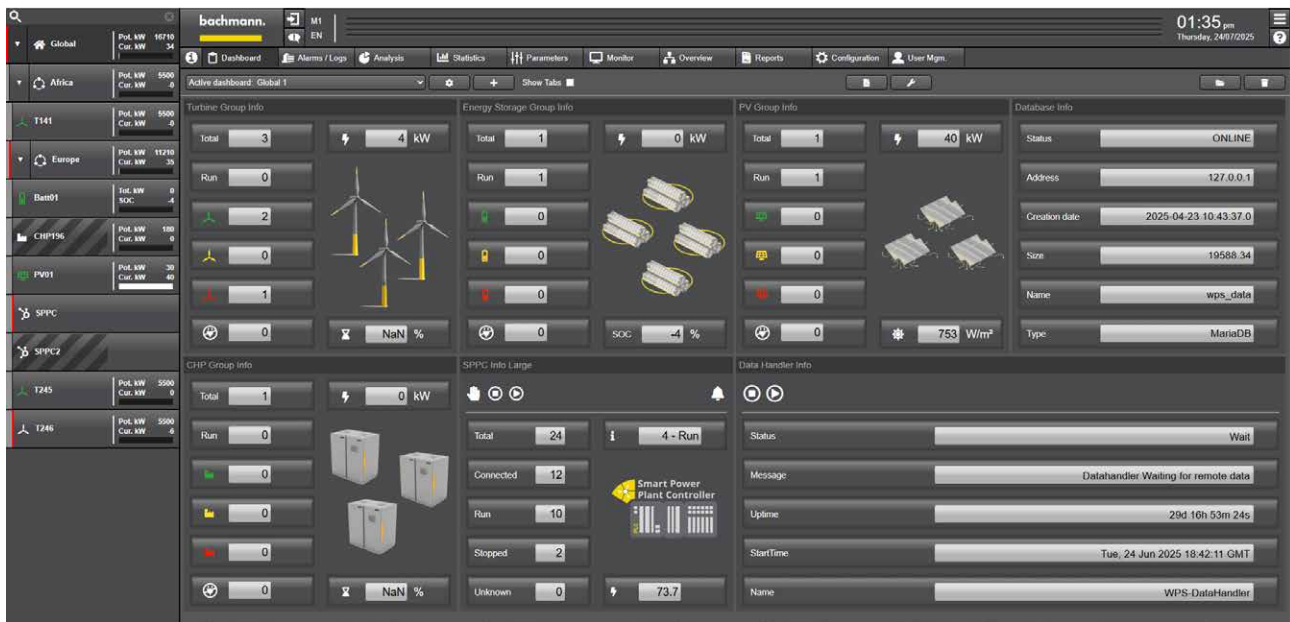 bachmann.
M1
EN
01:35 pm
Thursday, 24/07/2025
Global
Pot. kW 16710
Cur. kW 34
Africa
Pot. kW 5500
Cur. kW -0
T141
Pot. kW 5500
Cur. kW -0
Europe
Pot. kW 11210
Cur. kW 35
Batt01
Tot. kW 0
SOC -4
CHP196
Pot. kW 180
Cur. kW 0
PV01
Pot. kW 30
Cur. kW 40
SPPC
SPPC2
T245
Pot. kW 5500
Cur. kW 0
T246
Pot. kW 5500
Cur. kW -6
Dashboard Alarms / Logs Analysis Statistics Parameters Monitor Overview Reports Configuration User Mgm.
Active dashboard: Global 1
Show Tabs
Turbine Group Info
Total 3 4 kW
Run 0
2
0
1
0 NaN %
Energy Storage Group Info
Total 1 0 kW
Run 1
0
0
0
0 SOC -4 %
PV Group Info
Total 1 40 kW
Run 1
0
0
0
0 753 W/m²
Database Info
Status ONLINE
Address 127.0.0.1
Creation date 2025-04-23 10:43:37.0
Size 19588.34
Name wps_data
Type MariaDB
CHP Group Info
Total 1 0 kW
Run 0
0
0
0
0 NaN %
SPPC Info Large
Total 24 4 - Run
Connected 12
Run 10
Stopped 2
Unknown 0 73.7
Smart Power
Plant Controller
PLC
Data Handler Info
Status Wait
Message Datahandler Waiting for remote data
Uptime 29d 16h 53m 24s
StartTime Tue, 24 Jun 2025 18:42:11 GMT
Name WPS-DataHandler